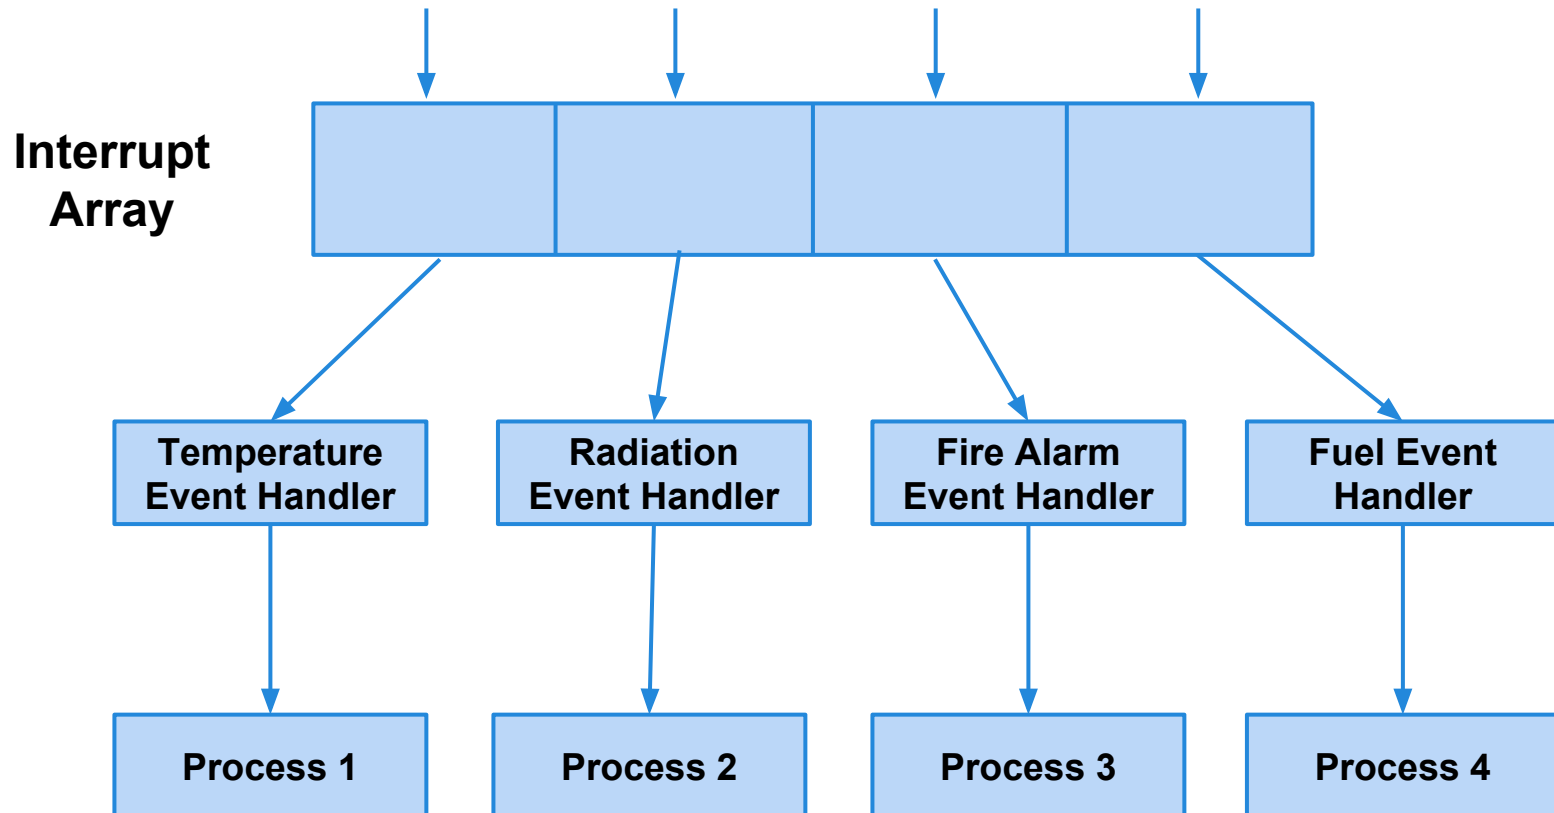 Interrupt
Array
Temperature
Event Handler
Radiation
Event Handler
Fire Alarm
Event Handler
Fuel Event
Handler
Process 1
Process 2
Process 3
Process 4